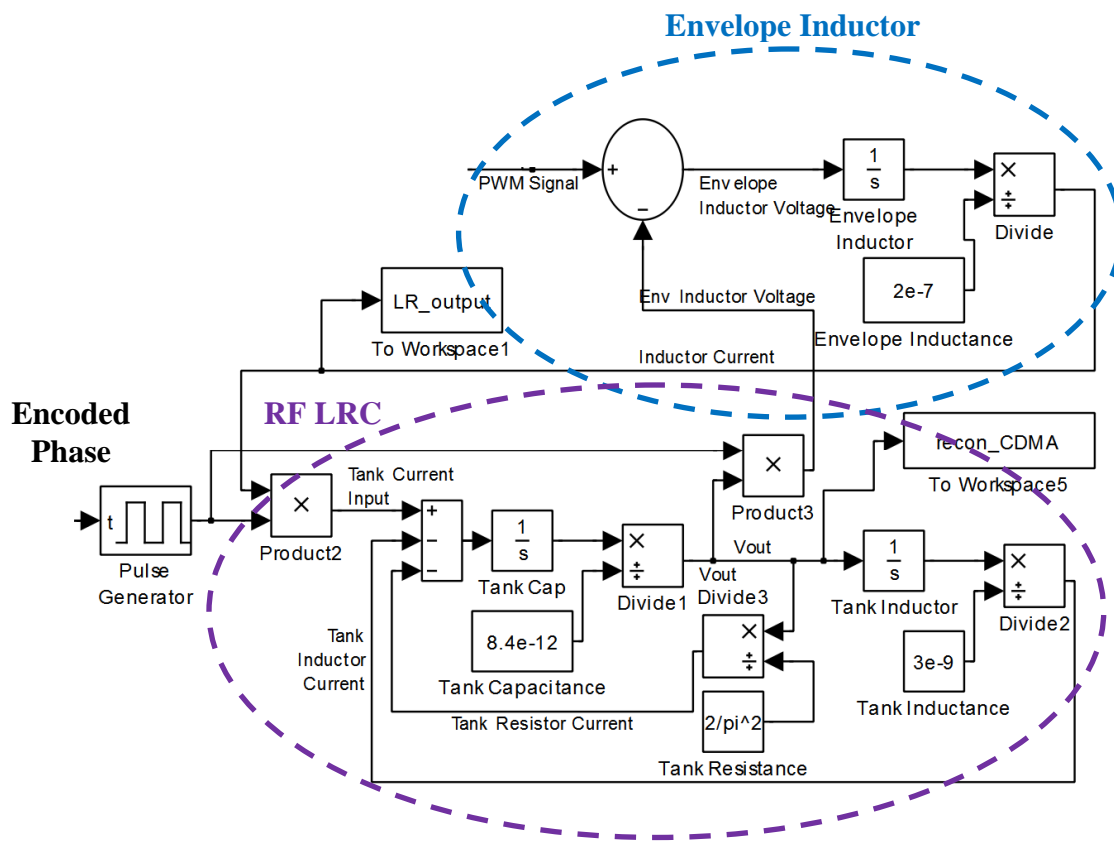 Envelope Inductor
+
−
PWM Signal
Envelope
Inductor Voltage
1
s
Envelope
Inductor
×
÷
Divide
2e-7
Envelope Inductance
LR_output
To Workspace1
Env Inductor Voltage
Inductor Current
Encoded
Phase
RF LRC
t
Pulse
Generator
×
Product2
Tank Current
Input
+
−
−
1
s
Tank Cap
×
÷
Divide1
8.4e-12
Tank Capacitance
×
Product3
recon_CDMA
To Workspace5
Vout
Vout
Divide3
×
÷
2/pi^2
Tank Resistance
1
s
Tank Inductor
×
÷
Divide2
3e-9
Tank Inductance
Tank
Inductor
Current
Tank Resistor Current